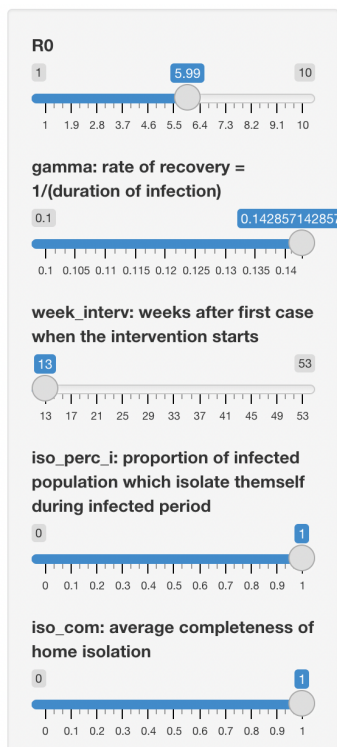 R0
1 5.99 10
1 1.9 2.8 3.7 4.6 5.5 6.4 7.3 8.2 9.1 10
gamma: rate of recovery =
1/(duration of infection)
0.1 0.142857142857
0.1 0.105 0.11 0.115 0.12 0.125 0.13 0.135 0.14
week_interv: weeks after first case
when the intervention starts
13 53
13 17 21 25 29 33 37 41 45 49 53
iso_perc_i: proportion of infected
population which isolate themself
during infected period
0 1
0 0.1 0.2 0.3 0.4 0.5 0.6 0.7 0.8 0.9 1
iso_com: average completeness of
home isolation
0 1
0 0.1 0.2 0.3 0.4 0.5 0.6 0.7 0.8 0.9 1